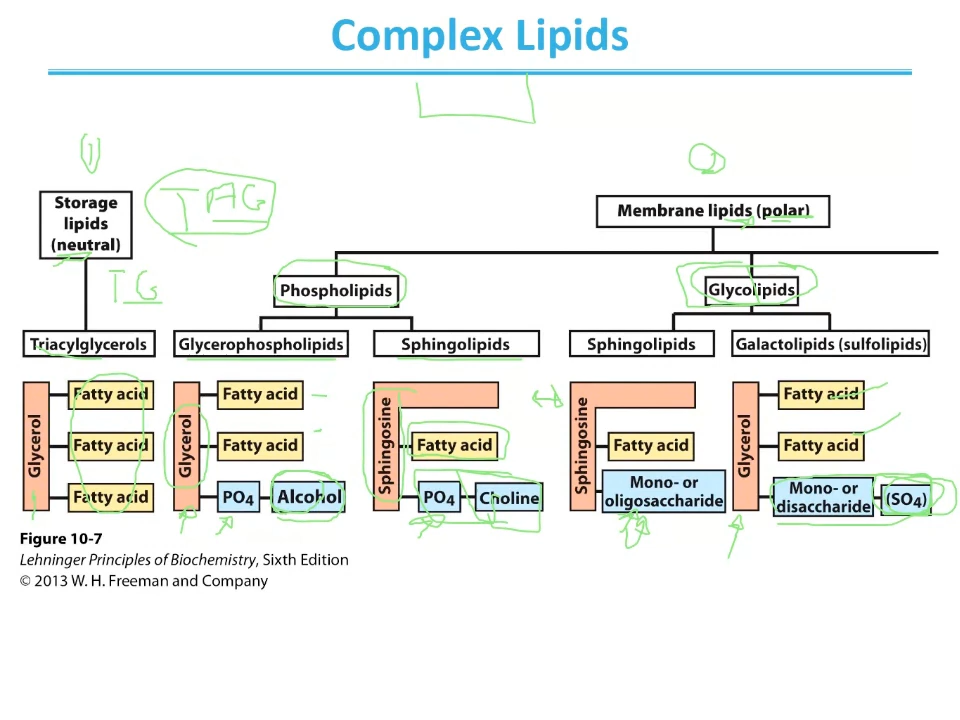 Complex Lipids
1
2
TAG
Storage
lipids
(neutral)
Membrane lipids (polar)
TG
Phospholipids
Glycolipids
Triacylglycerols
Glycerophospholipids
Sphingolipids
Sphingolipids
Galactolipids (sulfolipids)
Glycerol
Fatty acid
Fatty acid
Fatty acid
Glycerol
Fatty acid
Fatty acid
PO4
Alcohol
Sphingosine
Fatty acid
PO4
Choline
Sphingosine
Fatty acid
Mono- or
oligosaccharide
Glycerol
Fatty acid
Fatty acid
Mono- or
disaccharide
(SO4)
Figure 10-7
Lehninger Principles of Biochemistry, Sixth Edition
© 2013 W. H. Freeman and Company